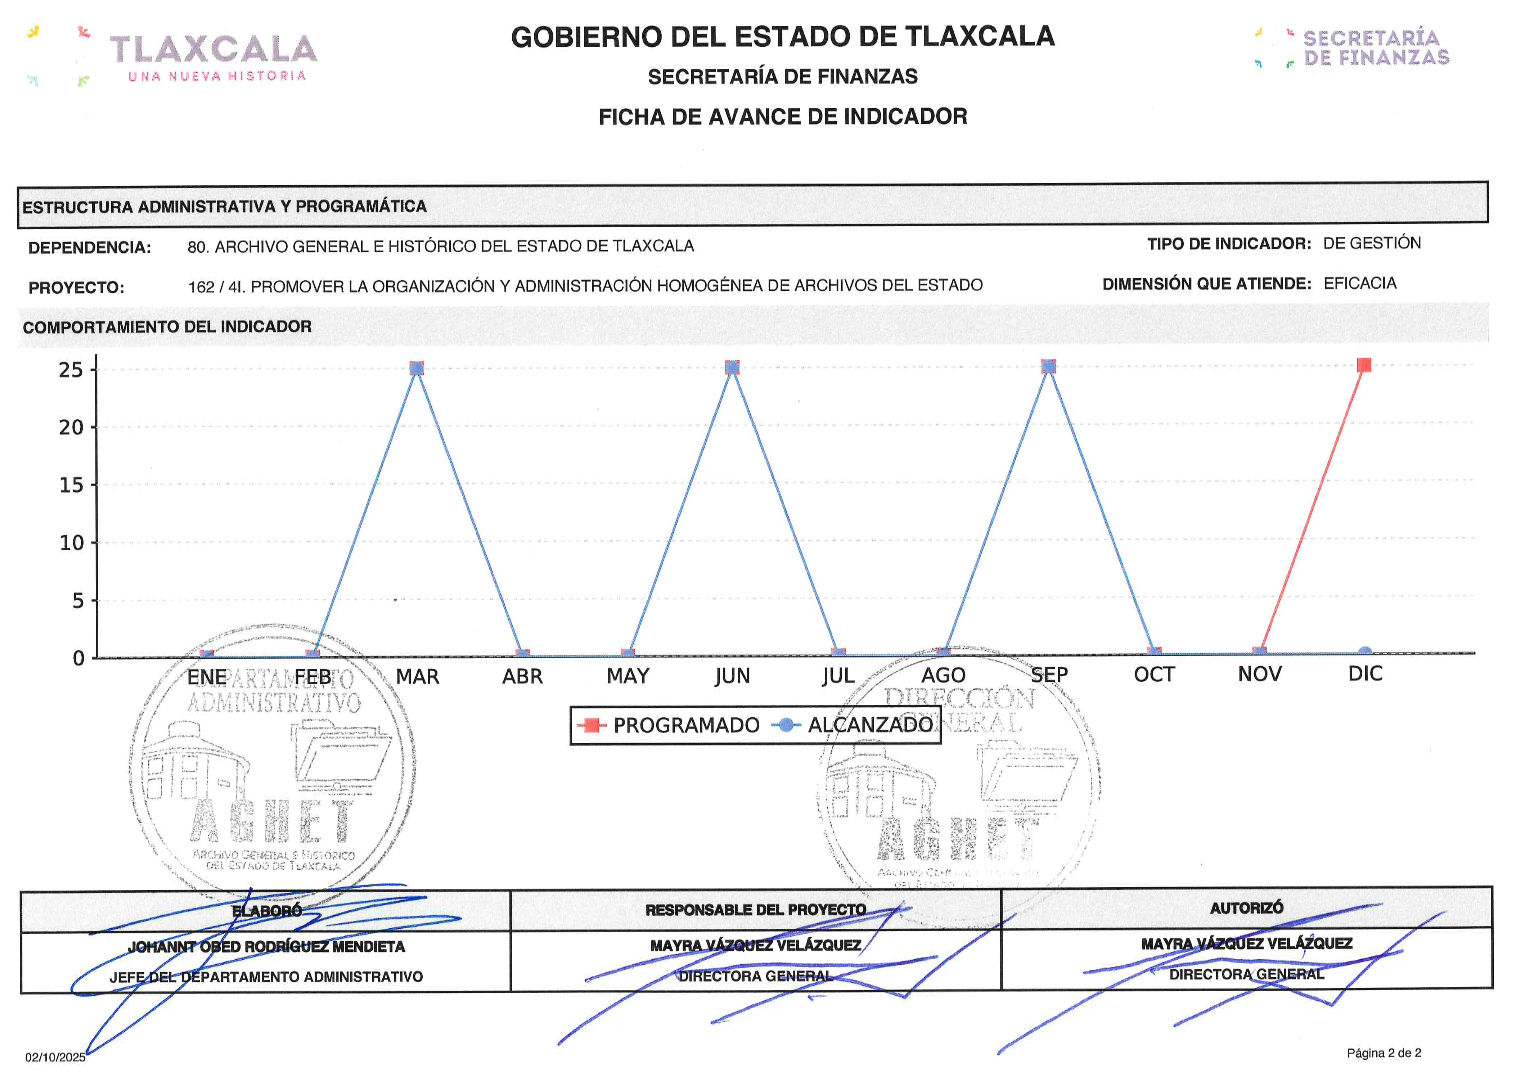 TLAXCALA
UNA NUEVA HISTORIA
GOBIERNO DEL ESTADO DE TLAXCALA
SECRETARÍA DE FINANZAS
FICHA DE AVANCE DE INDICADOR
SECRETARÍA
DE FINANZAS
ESTRUCTURA ADMINISTRATIVA Y PROGRAMÁTICA
DEPENDENCIA: 80. ARCHIVO GENERAL E HISTÓRICO DEL ESTADO DE TLAXCALA TIPO DE INDICADOR: DE GESTIÓN
PROYECTO: 162 / 4I. PROMOVER LA ORGANIZACIÓN Y ADMINISTRACIÓN HOMOGÉNEA DE ARCHIVOS DEL ESTADO DIMENSIÓN QUE ATIENDE: EFICACIA
COMPORTAMIENTO DEL INDICADOR
25
20
15
10
5
0
ENE FEB MAR ABR MAY JUN JUL AGO SEP OCT NOV DIC
PROGRAMADO ALCANZADO
DEPARTAMENTO
ADMINISTRATIVO
AGHET
ARCHIVO GENERAL E HISTÓRICO
DEL ESTADO DE TLAXCALA
DIRECCIÓN
GENERAL
AGHET
ELABORÓ RESPONSABLE DEL PROYECTO AUTORIZÓ
JOHANNT OBED RODRÍGUEZ MENDIETA MAYRA VÁZQUEZ VELÁZQUEZ MAYRA VÁZQUEZ VELÁZQUEZ
JEFE DEL DEPARTAMENTO ADMINISTRATIVO DIRECTORA GENERAL DIRECTORA GENERAL
02/10/2025 Página 2 de 2